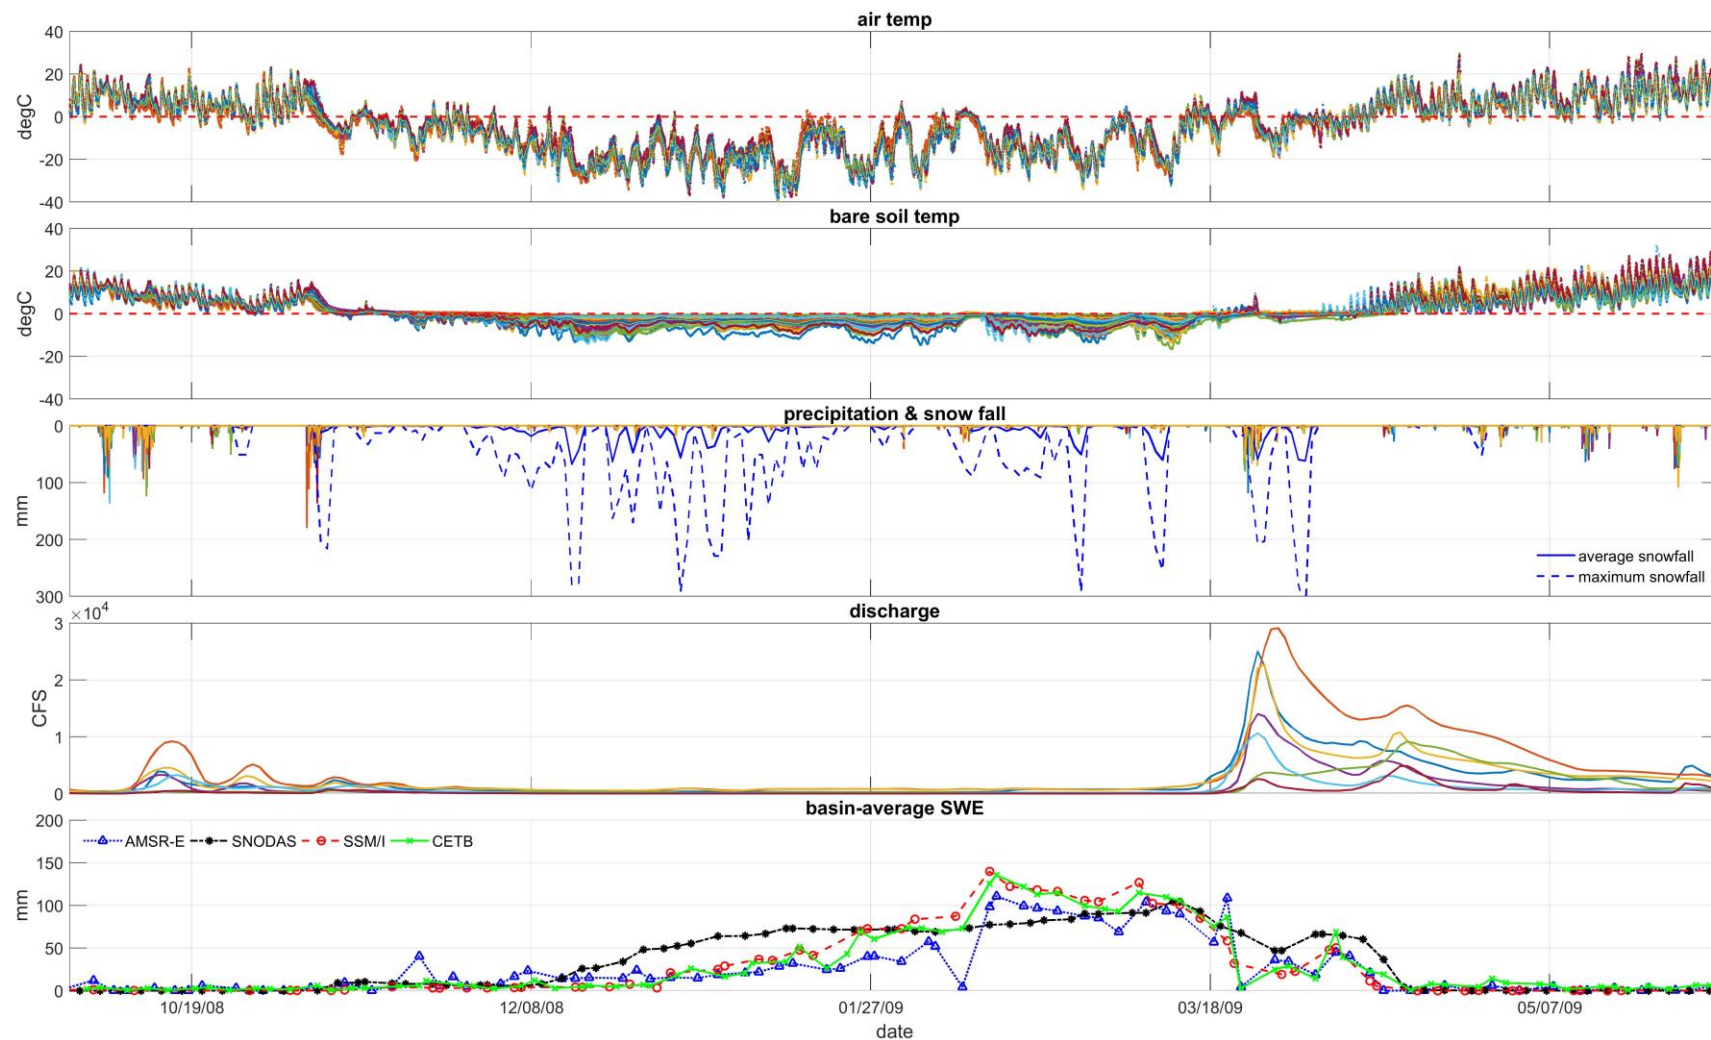 air temp
40
20
0
-20
-40
degC
bare soil temp
40
20
0
-20
-40
degC
precipitation & snow fall
0
100
200
300
mm
average snowfall
maximum snowfall
discharge
×10⁴
3
2
1
0
CFS
basin-average SWE
200
150
100
50
0
mm
AMSR-E SNODAS SSM/I CETB
10/19/08 12/08/08 01/27/09 03/18/09 05/07/09
date